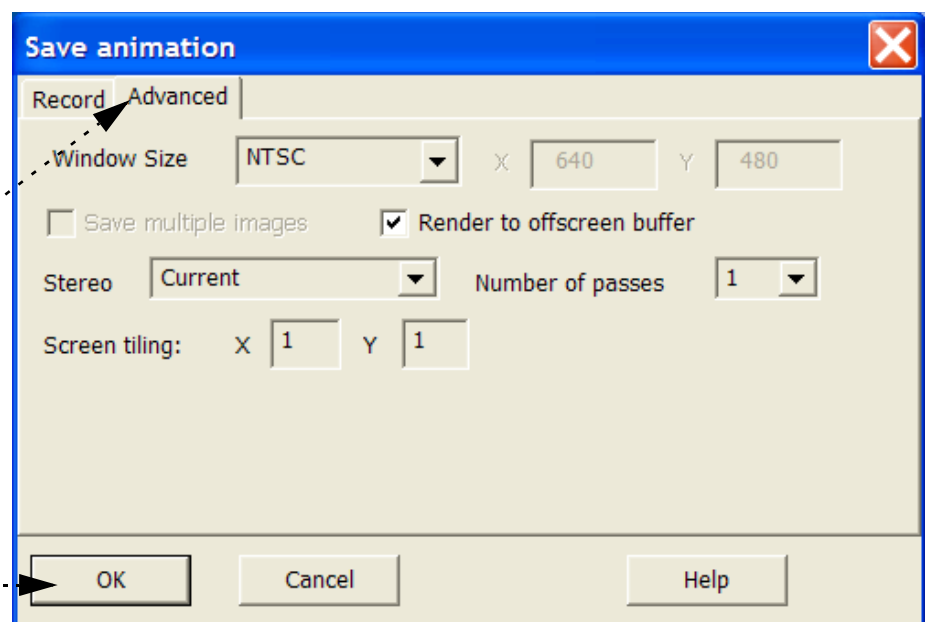 Save animation
Record Advanced
Window Size NTSC X 640 Y 480
Save multiple images Render to offscreen buffer
Stereo Current Number of passes 1
Screen tiling: X 1 Y 1
OK Cancel Help